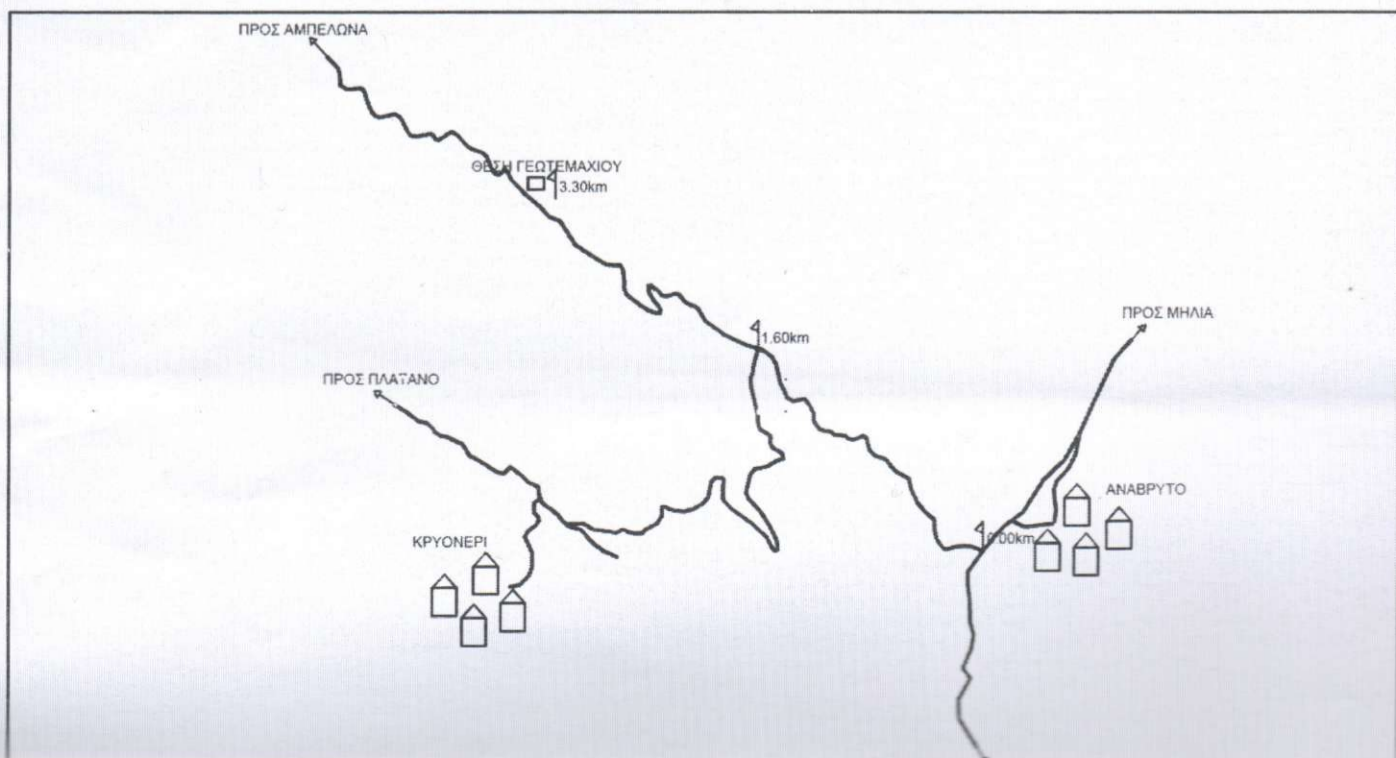 ΠΡΟΣ ΑΜΠΕΛΩΝΑ
ΘΕΣΗ ΓΕΩΤΕΜΑΧΙΟΥ
3.30km
ΠΡΟΣ ΜΗΛΙΑ
1.60km
ΠΡΟΣ ΠΛΑΤΑΝΟ
ΑΝΑΒΡΥΤΟ
0.00km
ΚΡΥΟΝΕΡΙ